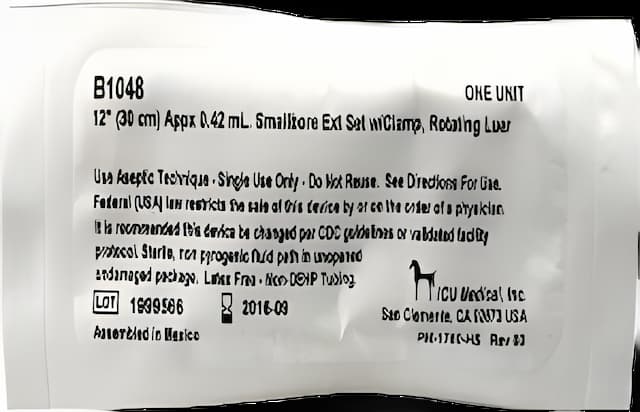 B1048 ONE UNIT
12" (30 cm) Appx 0.42 mL. Smallbore Ext Set w/Clamp, Rotating Luer
Use Aseptic Technique • Single Use Only • Do Not Reuse. See Directions For Use.
Federal (USA) law restricts the sale of this device by or on the order of a physician.
It is recommended this device be changed per CDC guidelines or validated facility
protocol. Sterile, non pyrogenic fluid path in unopened
undamaged package. Latex Free • Non-DEHP Tubing.
ICU Medical, Inc.
LOT 2016-09
San Clemente, CA USA
Assembled in Mexico